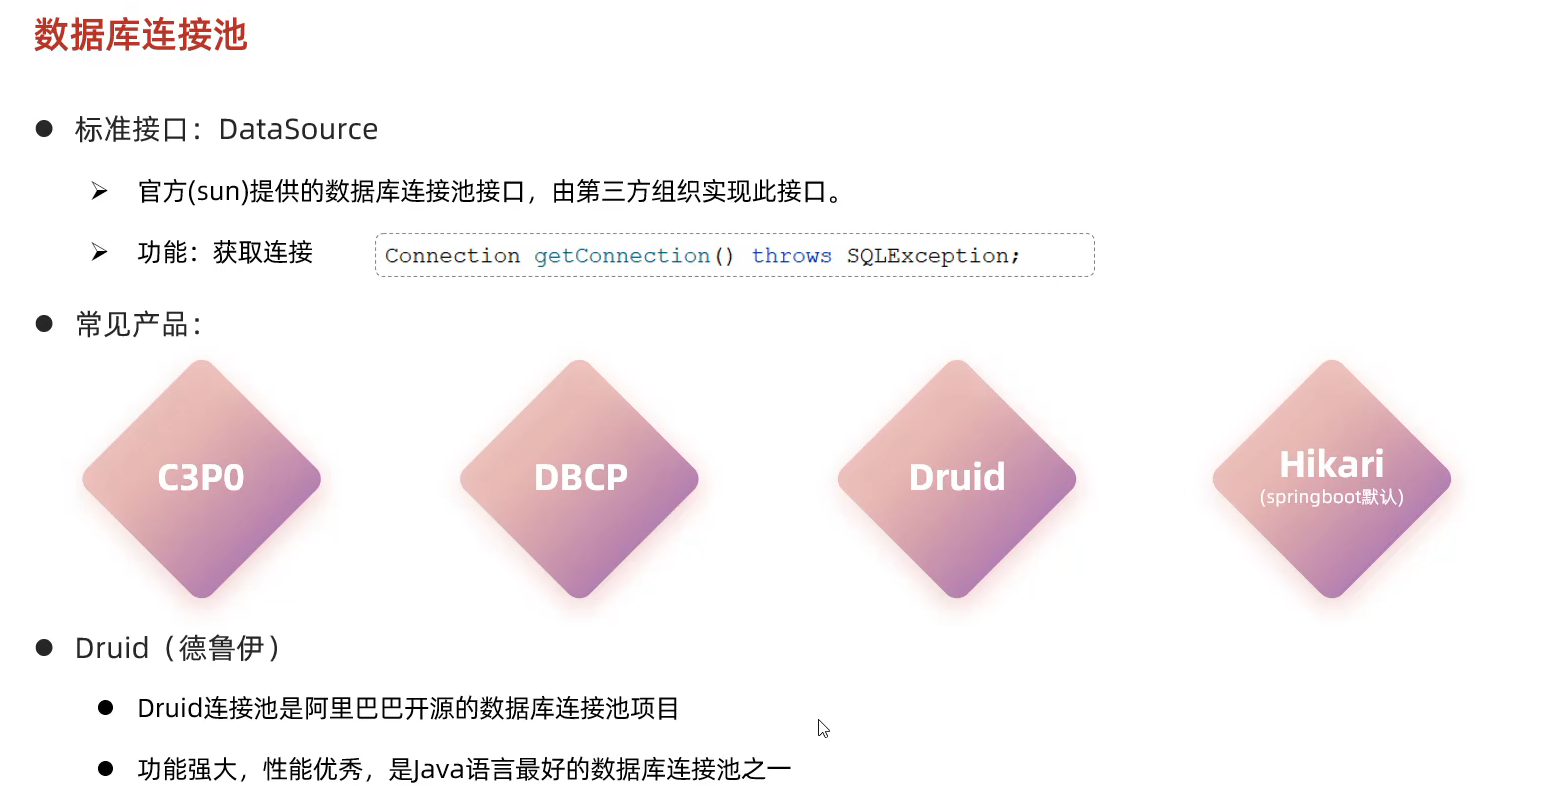 数据库连接池
标准接口：DataSource
官方(sun)提供的数据库连接池接口，由第三方组织实现此接口。
功能：获取连接
Connection getConnection() throws SQLException;
常见产品：
C3P0
DBCP
Druid
Hikari
(springboot默认)
Druid（德鲁伊）
Druid连接池是阿里巴巴开源的数据库连接池项目
功能强大，性能优秀，是Java语言最好的数据库连接池之一